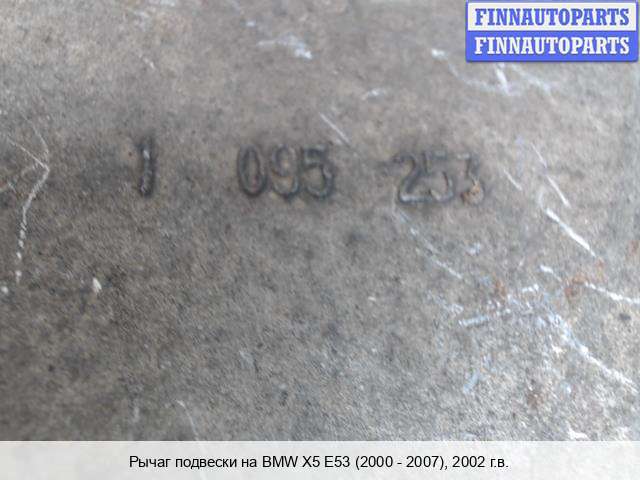 FINNAUTOPARTS
FINNAUTOPARTS
1 095 253
Рычаг подвески на BMW X5 E53 (2000 - 2007), 2002 г.в.